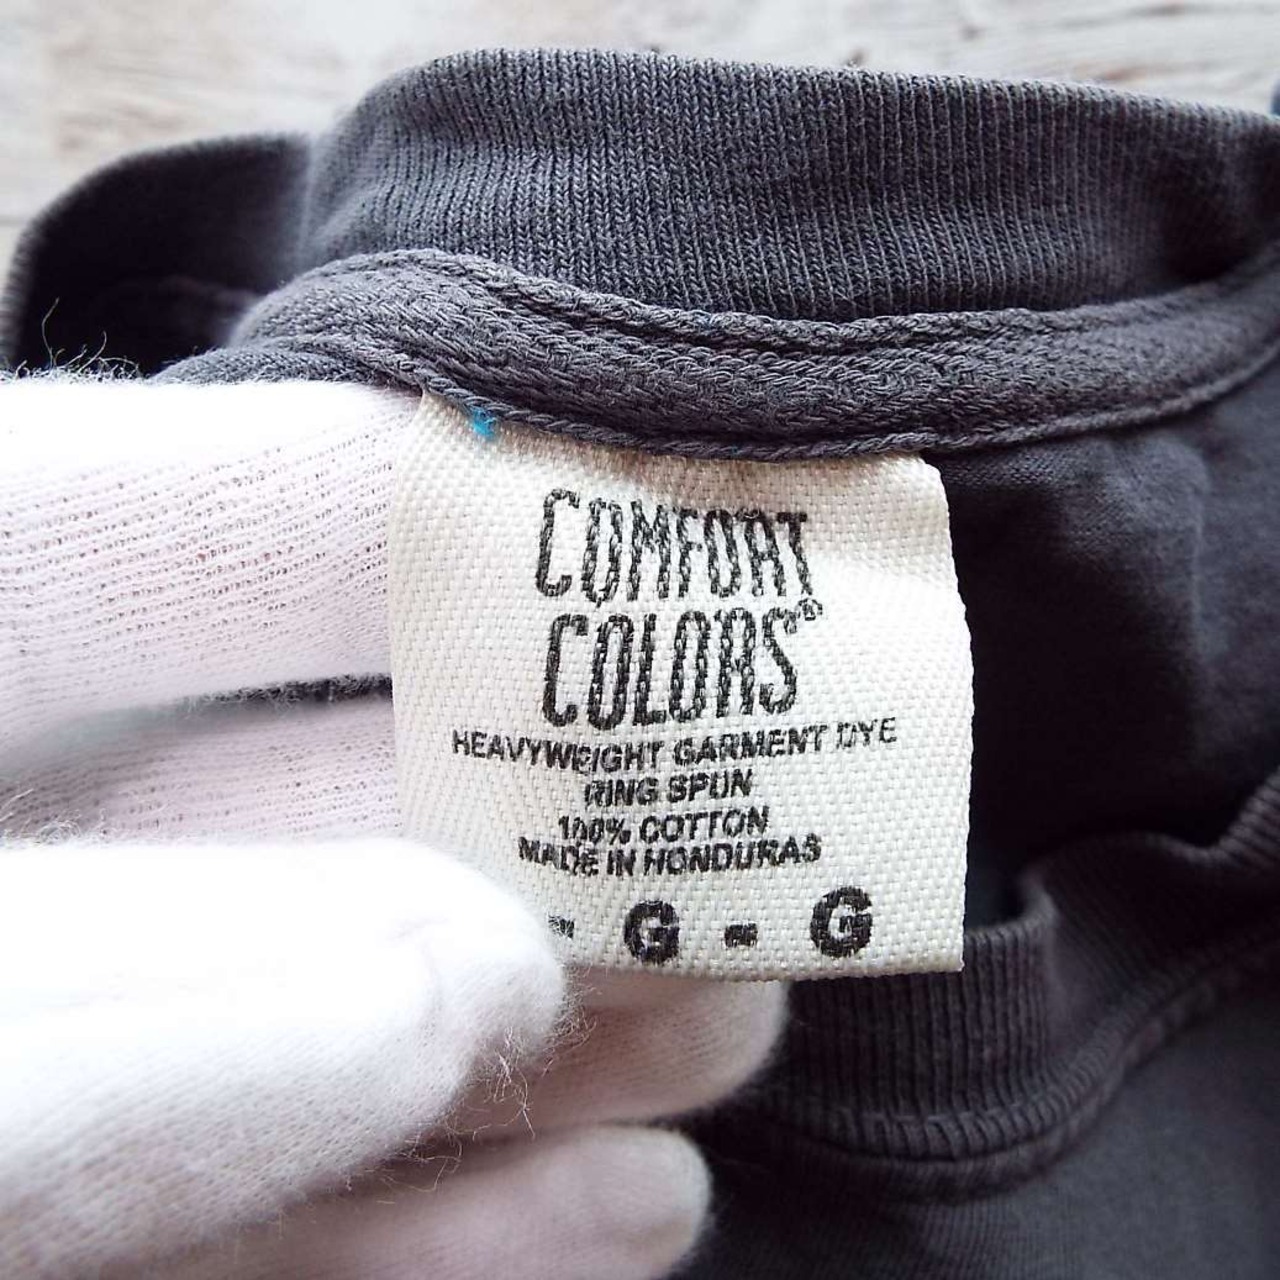 COMFORT
COLORS®
HEAVYWEIGHT GARMENT DYE
RING SPUN
100% COTTON
MADE IN HONDURAS
- G - G